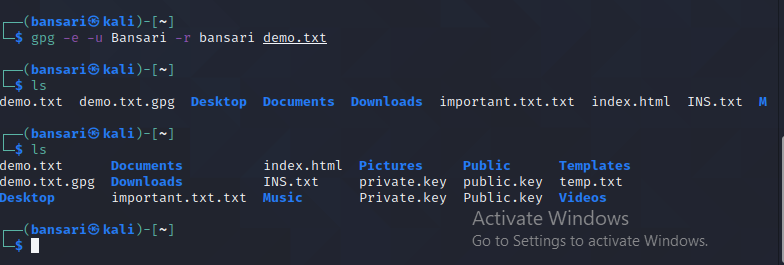 ┌──(bansari㉿kali)-[~]
└─$ gpg -e -u Bansari -r bansari demo.txt
┌──(bansari㉿kali)-[~]
└─$ ls
demo.txt demo.txt.gpg Desktop Documents Downloads important.txt.txt index.html INS.txt M
┌──(bansari㉿kali)-[~]
└─$ ls
demo.txt Documents index.html Pictures Public Templates
demo.txt.gpg Downloads INS.txt private.key public.key temp.txt
Desktop important.txt.txt Music Private.key Public.key Videos
┌──(bansari㉿kali)-[~]
└─$
Activate Windows
Go to Settings to activate Windows.